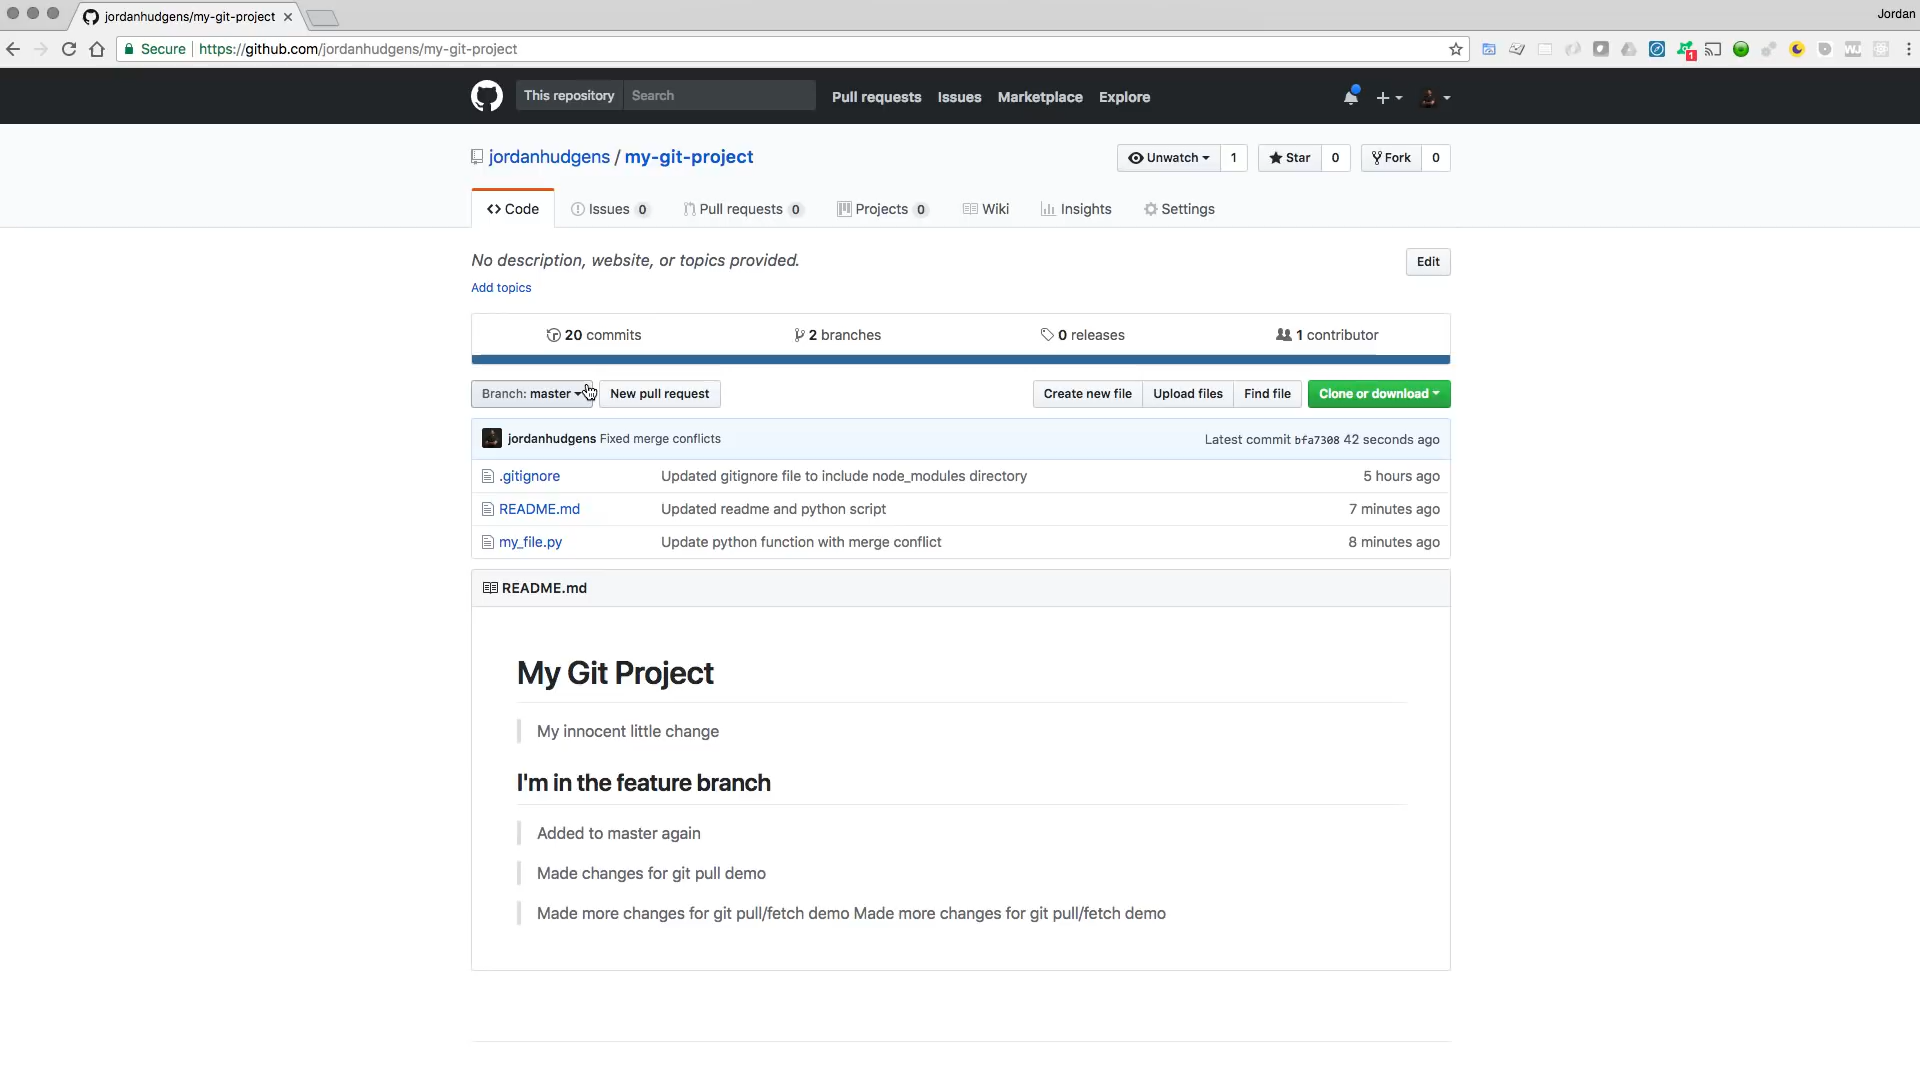 jordanhudgens/my-git-project
Jordan
Secure https://github.com/jordanhudgens/my-git-project
1
This repository Search Pull requests Issues Marketplace Explore
jordanhudgens / my-git-project
Unwatch 1 Star 0 Fork 0
Code Issues 0 Pull requests 0 Projects 0 Wiki Insights Settings
No description, website, or topics provided.
Edit
Add topics
20 commits 2 branches 0 releases 1 contributor
Branch: master New pull request Create new file Upload files Find file Clone or download
jordanhudgens Fixed merge conflicts Latest commit bfa7308 42 seconds ago
.gitignore Updated gitignore file to include node_modules directory 5 hours ago
README.md Updated readme and python script 7 minutes ago
my_file.py Update python function with merge conflict 8 minutes ago
README.md
My Git Project
My innocent little change
I'm in the feature branch
Added to master again
Made changes for git pull demo
Made more changes for git pull/fetch demo Made more changes for git pull/fetch demo